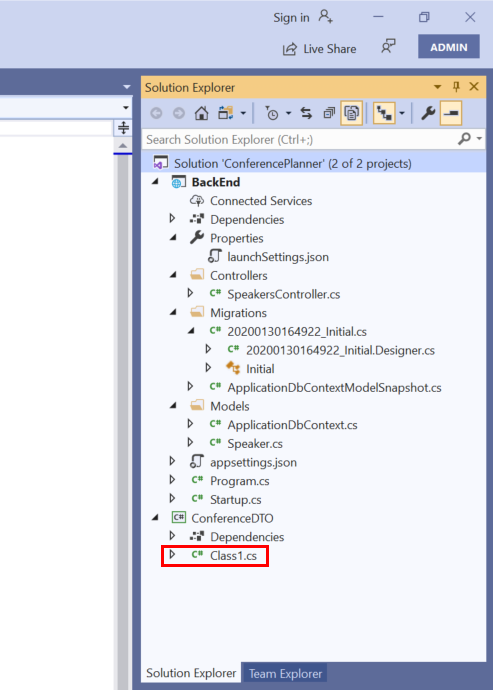 Sign in
Live Share
ADMIN
Solution Explorer
Search Solution Explorer (Ctrl+;)
Solution 'ConferencePlanner' (2 of 2 projects)
BackEnd
Connected Services
Dependencies
Properties
launchSettings.json
Controllers
C# SpeakersController.cs
Migrations
C# 20200130164922_Initial.cs
C# 20200130164922_Initial.Designer.cs
Initial
C# ApplicationDbContextModelSnapshot.cs
Models
C# ApplicationDbContext.cs
C# Speaker.cs
appsettings.json
C# Program.cs
C# Startup.cs
C# ConferenceDTO
Dependencies
C# Class1.cs
Solution Explorer Team Explorer